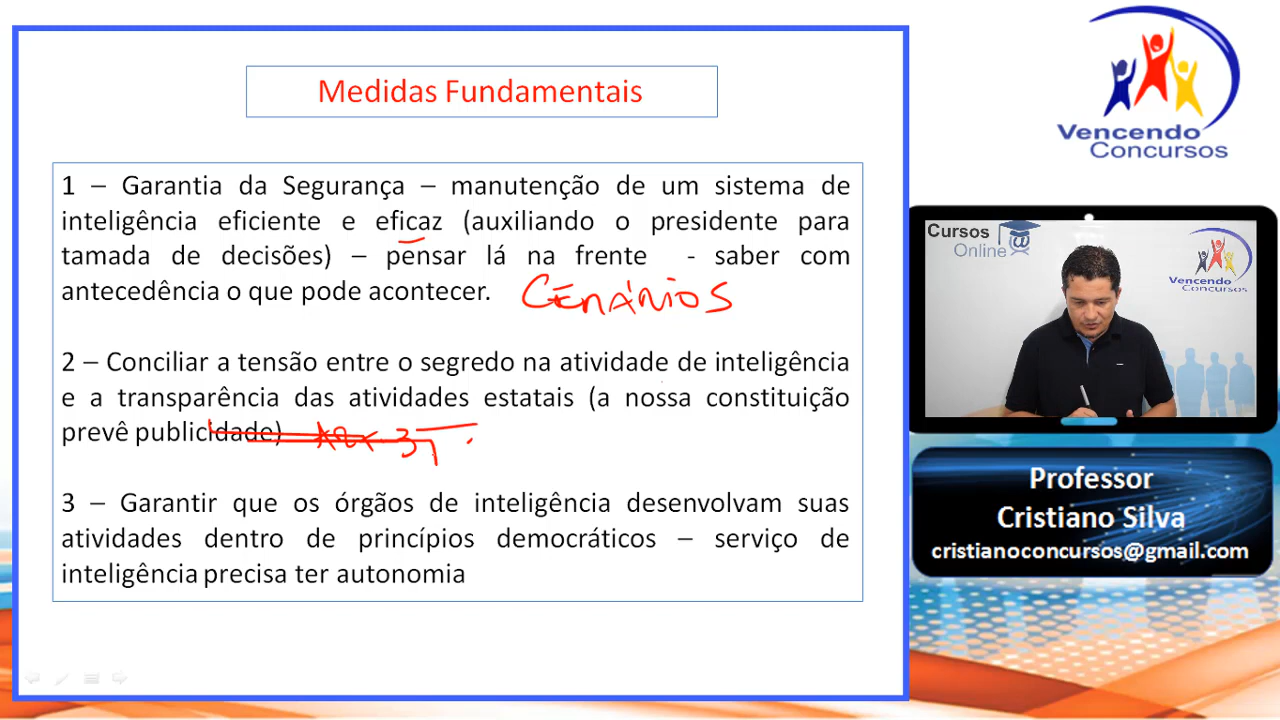 Medidas Fundamentais
1 – Garantia da Segurança – manutenção de um sistema de
inteligência eficiente e eficaz (auxiliando o presidente para
tamada de decisões) – pensar lá na frente - saber com
antecedência o que pode acontecer. CENÁRIOS
2 – Conciliar a tensão entre o segredo na atividade de inteligência
e a transparência das atividades estatais (a nossa constituição
prevê publicidade) 37
3 – Garantir que os órgãos de inteligência desenvolvam suas
atividades dentro de princípios democráticos – serviço de
inteligência precisa ter autonomia
Vencendo
Concursos
Cursos
Online
Vencendo
Concursos
Professor
Cristiano Silva
cristianoconcursos@gmail.com